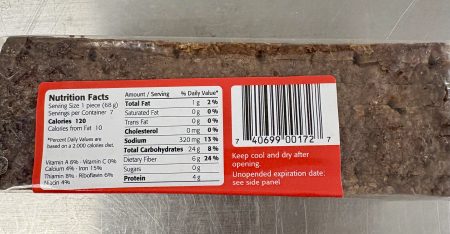 Nutrition Facts
Serving Size 1 piece (68 g)
Servings per Container 7
Calories 120
Calories from Fat 10
*Percent Daily Values are
based on a 2,000 calories diet.
Vitamin A 6% · Vitamin C 0%
Calcium 4% · Iron 15%
Thiamin 8% · Riboflavin 6%
Niacin 4%
Amount / Serving % Daily Value*
Total Fat 1 g 2%
Saturated Fat 0 g 0%
Trans Fat 0 g 0%
Cholesterol 0 mg 0%
Sodium 320 mg 13%
Total Carbohydrates 24 g 8%
Dietary Fiber 6 g 24%
Sugars 0 g
Protein 4 g
7 40699 00172 7
Keep cool and dry after
opening.
Unopened expiration date:
see side panel